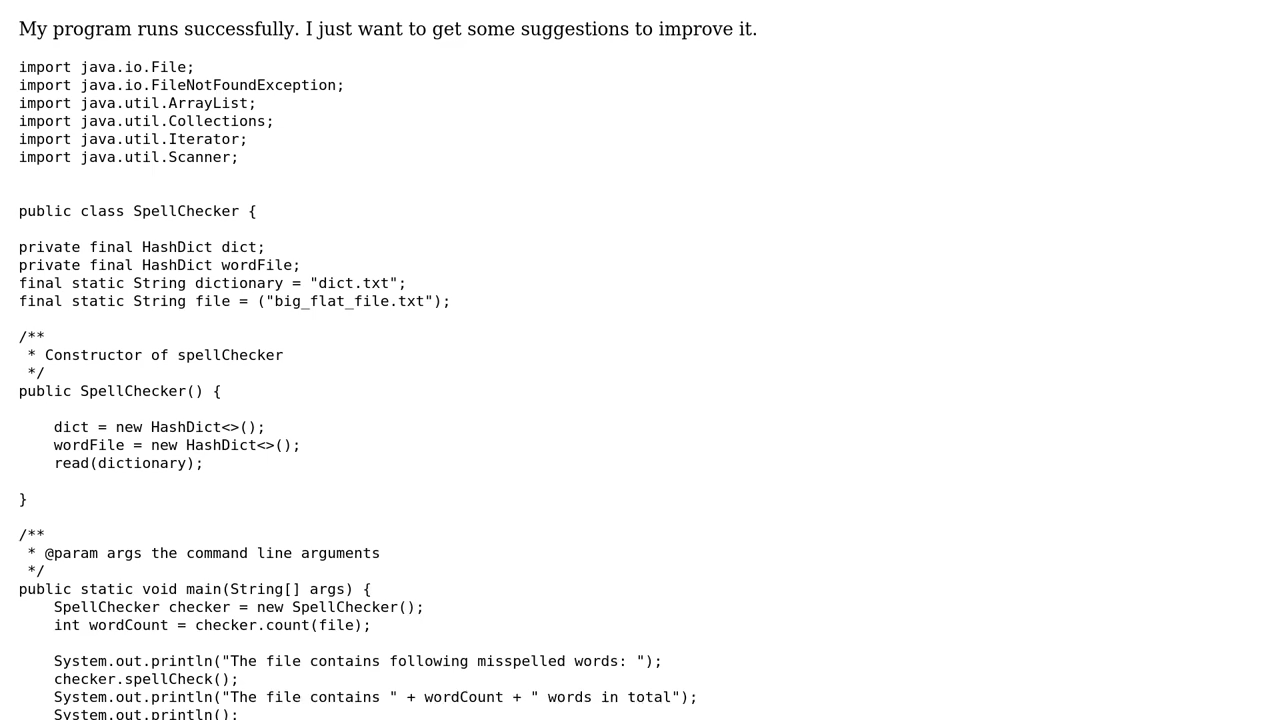 My program runs successfully. I just want to get some suggestions to improve it.
import java.io.File;
import java.io.FileNotFoundException;
import java.util.ArrayList;
import java.util.Collections;
import java.util.Iterator;
import java.util.Scanner;
public class SpellChecker {
private final HashDict dict;
private final HashDict wordFile;
final static String dictionary = "dict.txt";
final static String file = ("big_flat_file.txt");
/**
 * Constructor of spellChecker
 */
public SpellChecker() {
    dict = new HashDict<>();
    wordFile = new HashDict<>();
    read(dictionary);
}
/**
 * @param args the command line arguments
 */
public static void main(String[] args) {
    SpellChecker checker = new SpellChecker();
    int wordCount = checker.count(file);
    System.out.println("The file contains following misspelled words: ");
    checker.spellCheck();
    System.out.println("The file contains " + wordCount + " words in total");
    System.out.println();